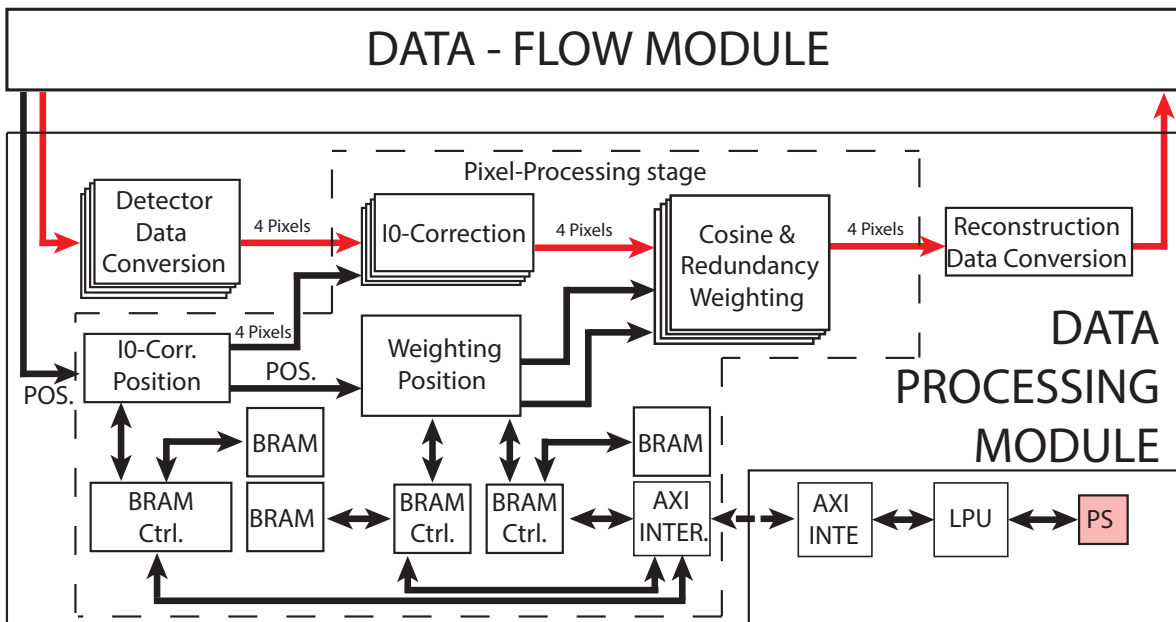 DATA - FLOW MODULE
Pixel-Processing stage
Detector
Data
Conversion
4 Pixels
I0-Correction
4 Pixels
Cosine &
Redundancy
Weighting
4 Pixels
Reconstruction
Data Conversion
4 Pixels
I0-Corr.
Position
POS.
POS.
Weighting
Position
DATA
PROCESSING
MODULE
BRAM
BRAM
BRAM
Ctrl.
BRAM
BRAM
Ctrl.
BRAM
Ctrl.
AXI
INTER.
AXI
INTE
LPU
PS